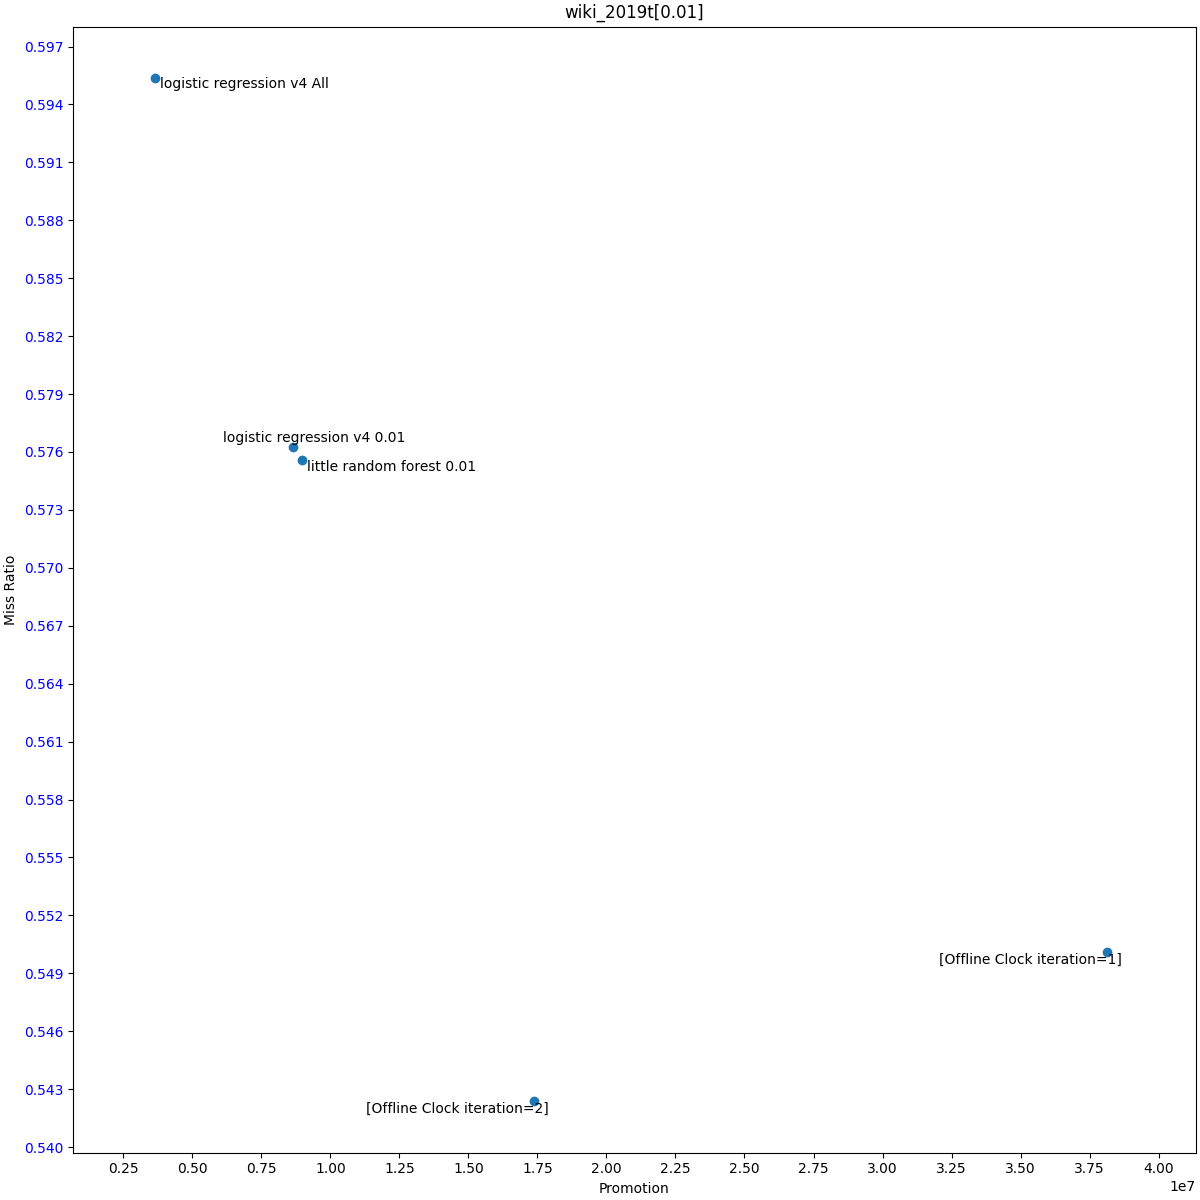 wiki_2019t[0.01]
0.597
logistic regression v4 All
0.594
0.591
0.588
0.585
0.582
0.579
logistic regression v4 0.01
0.576
little random forest 0.01
0.573
0.570
Miss Ratio
0.567
0.564
0.561
0.558
0.555
0.552
[Offline Clock iteration=1]
0.549
0.546
0.543
[Offline Clock iteration=2]
0.540
0.25 0.50 0.75 1.00 1.25 1.50 1.75 2.00 2.25 2.50 2.75 3.00 3.25 3.50 3.75 4.00
Promotion
1e7